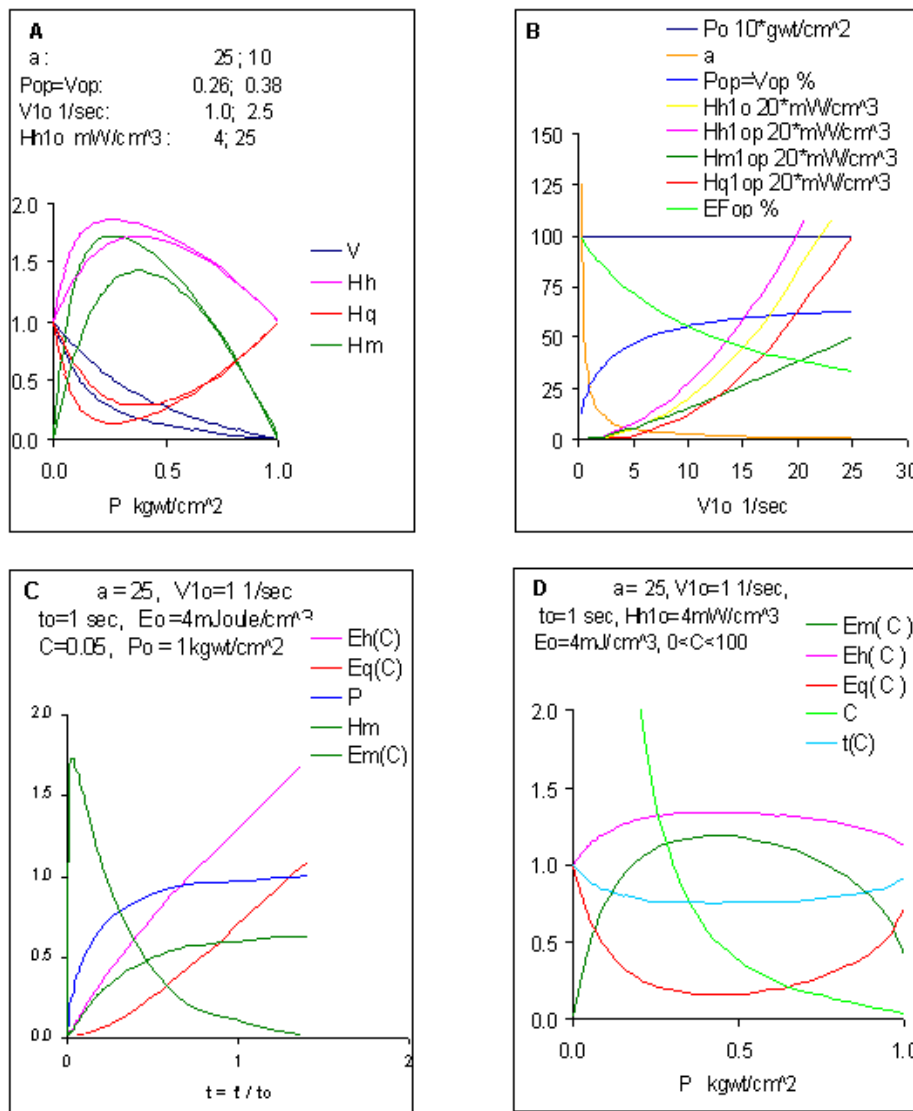 A
a : 25 ; 10
Pop=Vop: 0.26; 0.38
V1o 1/sec: 1.0; 2.5
Hh1o mW/cm^3 : 4; 25
2.0
1.5
1.0
0.5
0.0
0.0 0.5 1.0
P kgwt/cm^2
V
Hh
Hq
Hm
B
Po 10*gwt/cm^2
a
Pop=Vop %
Hh1o 20*mW/cm^3
Hh1op 20*mW/cm^3
Hm1op 20*mW/cm^3
Hq1op 20*mW/cm^3
EFop %
150
125
100
75
50
25
0
0 5 10 15 20 25 30
V1o 1/sec
C
a = 25, V1o=1 1/sec
to=1 sec, Eo=4mJoule/cm^3
C=0.05, Po = 1kgwt/cm^2
Eh(C)
Eq(C)
P
Hm
Em(C)
2.0
1.5
1.0
0.5
0.0
0 1 2
t = t' / to
D
a= 25, V1o=1 1/sec,
to=1 sec, Hh1o=4mW/cm^3
Eo=4mJ/cm^3, 0<C<100
Em( C )
Eh( C )
Eq( C )
C
t(C)
2.0
1.5
1.0
0.5
0.0
0.0 0.5 1.0
P kgwt/cm^2